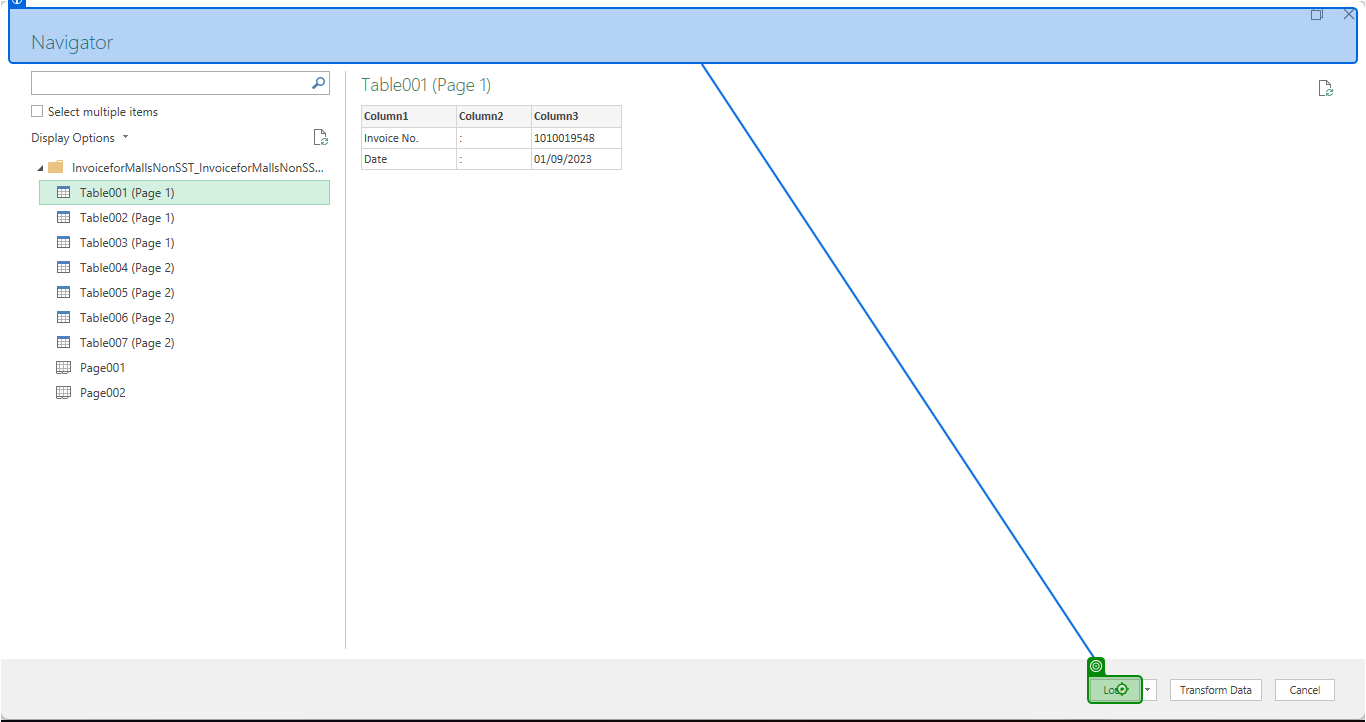 Navigator
Select multiple items
Display Options
InvoiceforMallsNonSST_InvoiceforMallsNonSS...
Table001 (Page 1)
Table002 (Page 1)
Table003 (Page 1)
Table004 (Page 2)
Table005 (Page 2)
Table006 (Page 2)
Table007 (Page 2)
Page001
Page002
Table001 (Page 1)
Column1 Column2 Column3
Invoice No. : 1010019548
Date : 01/09/2023
Transform Data
Cancel